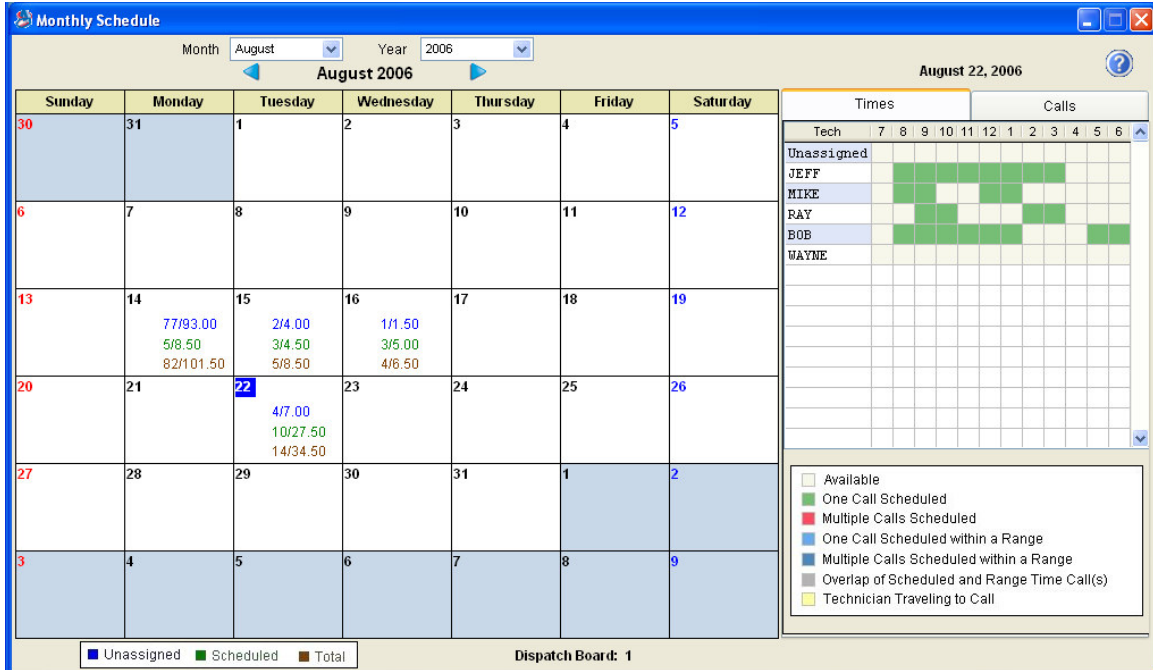 Monthly Schedule
Month August Year 2006
August 2006
August 22, 2006
Sunday Monday Tuesday Wednesday Thursday Friday Saturday
30 31 1 2 3 4 5
6 7 8 9 10 11 12
13 14 15 16 17 18 19
77/93.00 2/4.00 1/1.50
5/8.50 3/4.50 3/5.00
82/101.50 5/8.50 4/6.50
20 21 22 23 24 25 26
4/7.00
10/27.50
14/34.50
27 28 29 30 31 1 2
3 4 5 6 7 8 9
Unassigned Scheduled Total
Dispatch Board: 1
Times Calls
Tech 7 8 9 10 11 12 1 2 3 4 5 6
Unassigned
JEFF
MIKE
RAY
BOB
WAYNE
Available
One Call Scheduled
Multiple Calls Scheduled
One Call Scheduled within a Range
Multiple Calls Scheduled within a Range
Overlap of Scheduled and Range Time Call(s)
Technician Traveling to Call